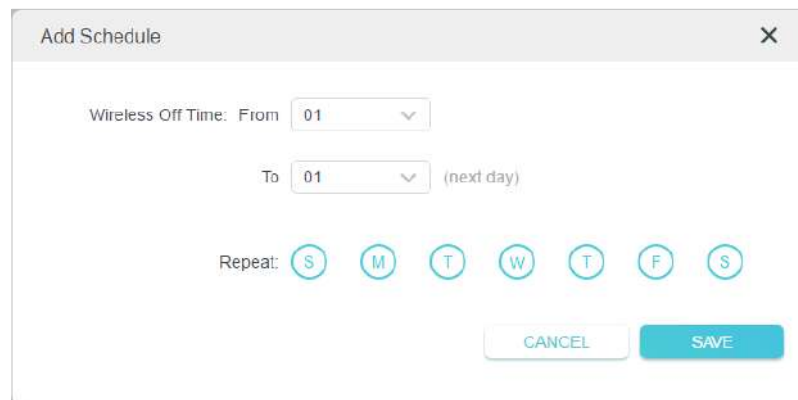 Add Schedule
Wireless Off Time: From 01
To 01 (next day)
Repeat: S M T W T F S
CANCEL SAVE